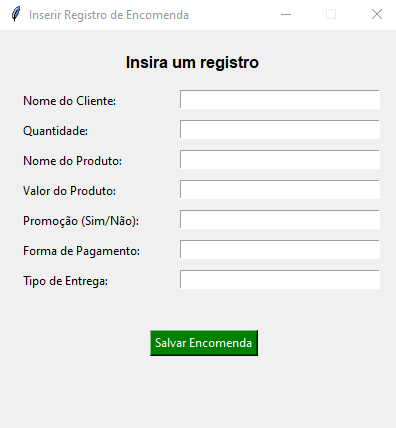 Inserir Registro de Encomenda
Insira um registro
Nome do Cliente:
Quantidade:
Nome do Produto:
Valor do Produto:
Promoção (Sim/Não):
Forma de Pagamento:
Tipo de Entrega:
Salvar Encomenda